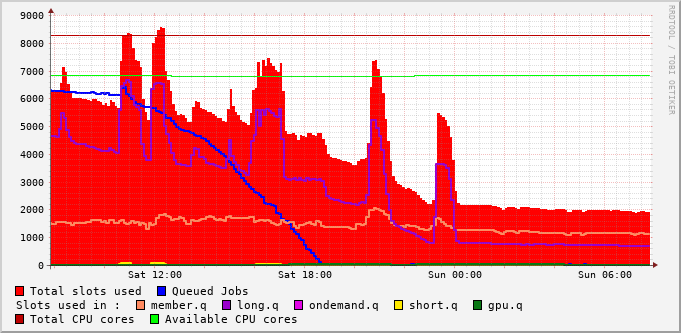 9000
8000
7000
6000
5000
4000
3000
2000
1000
0
Sat 12:00 Sat 18:00 Sun 00:00 Sun 06:00
RRDTOOL / TOBI OETIKER
Total slots used Queued Jobs
Slots used in : member.q long.q ondemand.q short.q gpu.q
Total CPU cores Available CPU cores